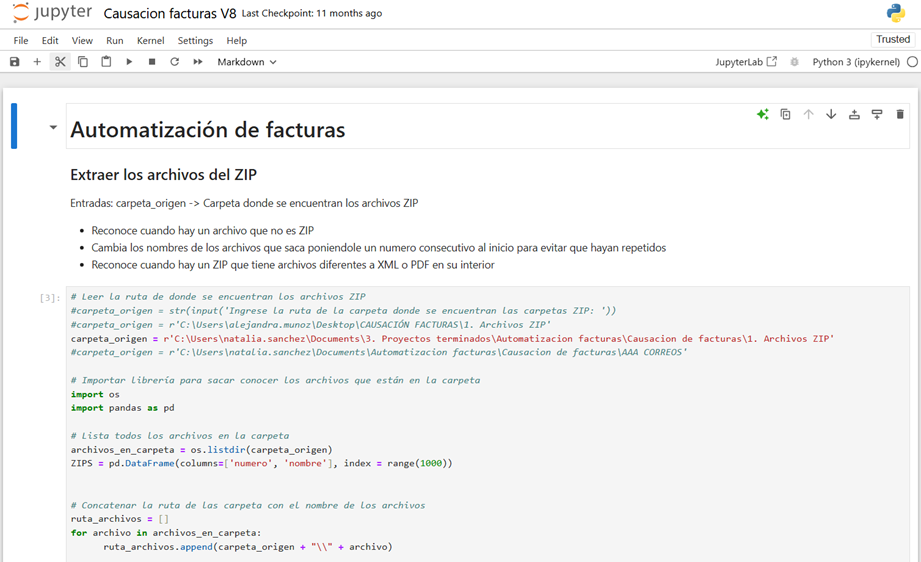 jupyter Causacion facturas V8 Last Checkpoint: 11 months ago
File Edit View Run Kernel Settings Help Trusted
Markdown JupyterLab Python 3 (ipykernel)
Automatización de facturas
Extraer los archivos del ZIP
Entradas: carpeta_origen -> Carpeta donde se encuentran los archivos ZIP
• Reconoce cuando hay un archivo que no es ZIP
• Cambia los nombres de los archivos que saca poniendole un numero consecutivo al inicio para evitar que hayan repetidos
• Reconoce cuando hay un ZIP que tiene archivos diferentes a XML o PDF en su interior
[3]: # Leer la ruta de donde se encuentran los archivos ZIP
#carpeta_origen = str(input('Ingrese la ruta de la carpeta donde se encuentran las carpetas ZIP: '))
#carpeta_origen = r'C:\Users\alejandra.munoz\Desktop\CAUSACIÓN FACTURAS\1. Archivos ZIP'
carpeta_origen = r'C:\Users\natalia.sanchez\Documents\3. Proyectos terminados\Automatizacion facturas\Causacion de facturas\1. Archivos ZIP'
#carpeta_origen = r'C:\Users\natalia.sanchez\Documents\Automatizacion facturas\Causacion de facturas\AAA CORREOS'
# Importar librería para sacar conocer los archivos que están en la carpeta
import os
import pandas as pd
# Lista todos los archivos en la carpeta
archivos_en_carpeta = os.listdir(carpeta_origen)
ZIPS = pd.DataFrame(columns=['numero', 'nombre'], index = range(1000))
# Concatenar la ruta de las carpeta con el nombre de los archivos
ruta_archivos = []
for archivo in archivos_en_carpeta:
ruta_archivos.append(carpeta_origen + "\\" + archivo)